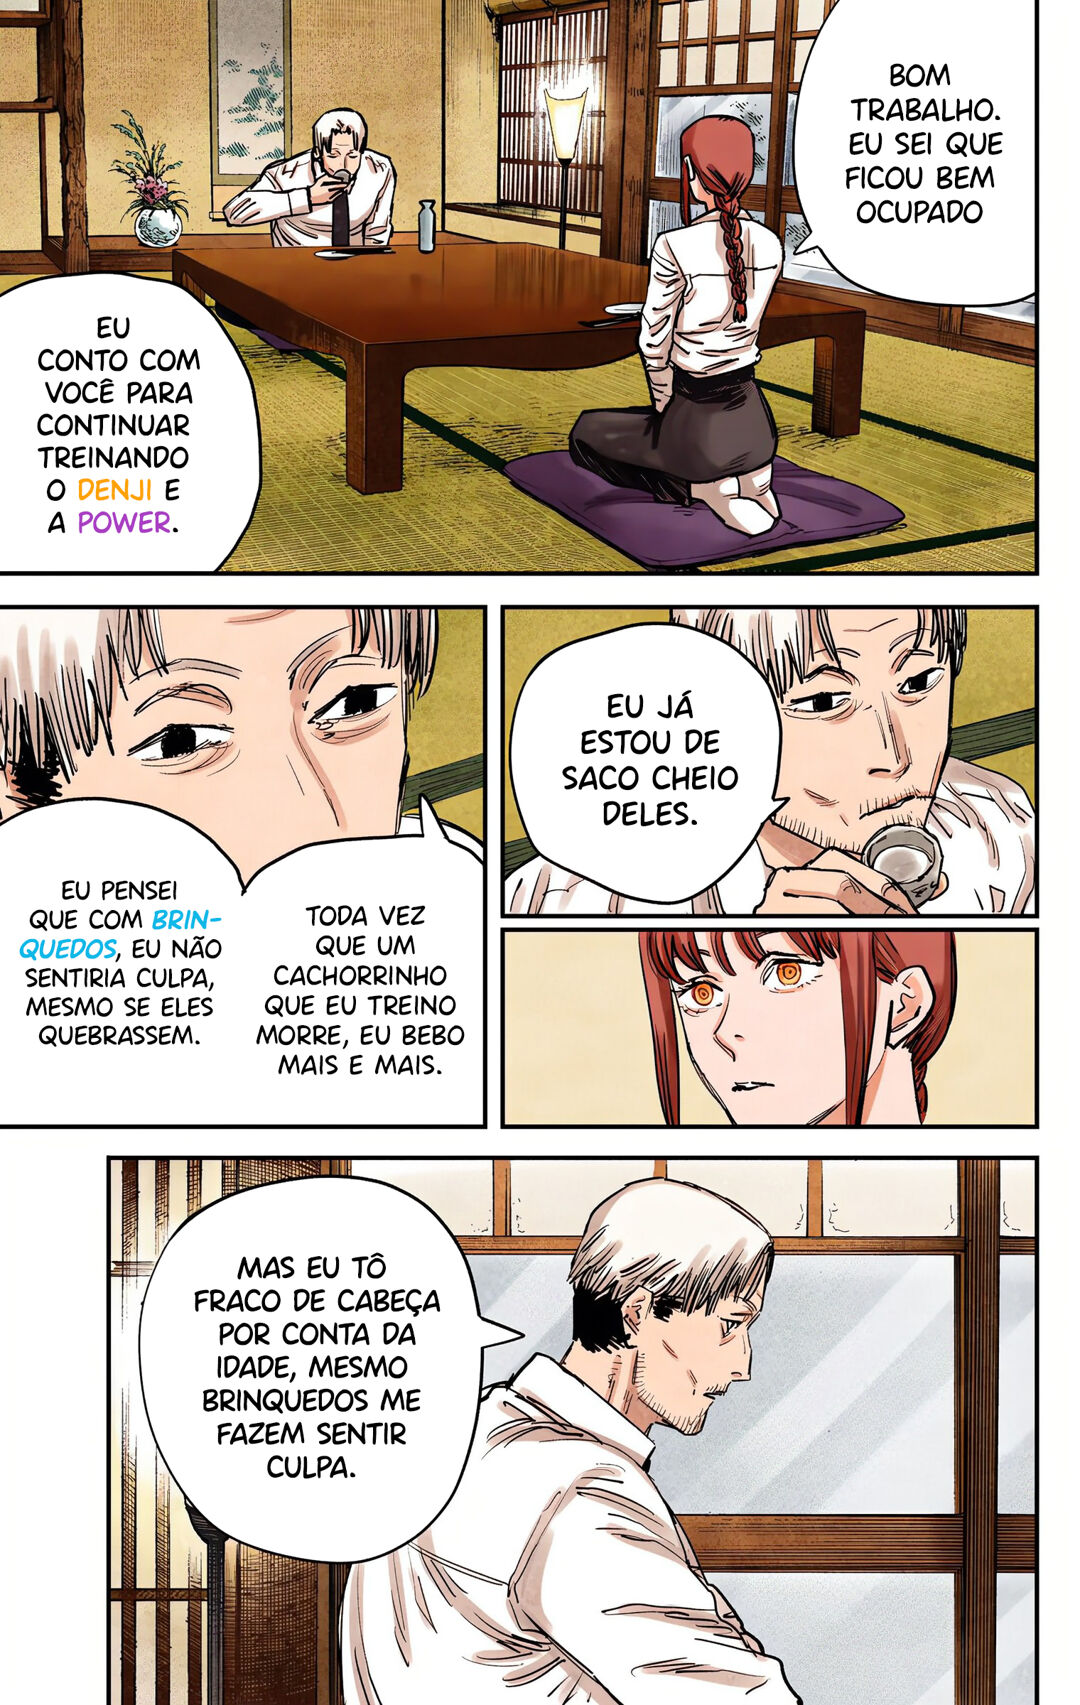 BOM
TRABALHO.
EU SEI QUE
FICOU BEM
OCUPADO
EU
CONTO COM
VOCÊ PARA
CONTINUAR
TREINANDO
O DENJI E
A POWER.
EU JÁ
ESTOU DE
SACO CHEIO
DELES.
TODA VEZ
QUE UM
CACHORRINHO
QUE EU TREINO
MORRE, EU BEBO
MAIS E MAIS.
EU PENSEI
QUE COM BRIN-
QUEDOS, EU NÃO
SENTIRIA CULPA,
MESMO SE ELES
QUEBRASSEM.
MAS EU TÔ
FRACO DE CABEÇA
POR CONTA DA
IDADE, MESMO
BRINQUEDOS ME
FAZEM SENTIR
CULPA.